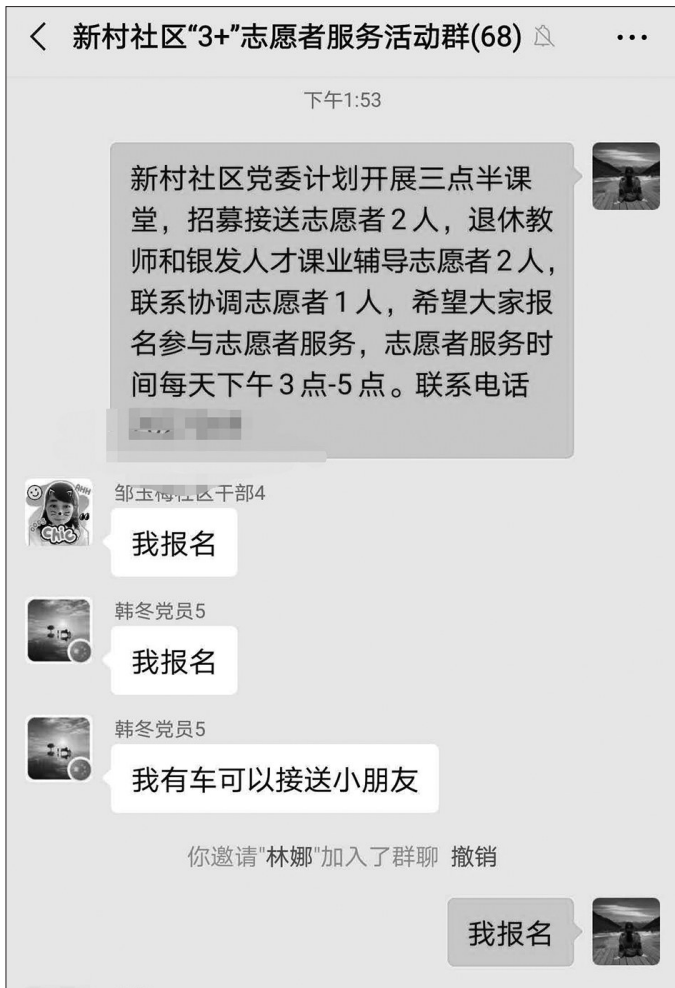 新村社区“3+”志愿者服务活动群(68)
下午1:53
新村社区党委计划开展三点半课
堂，招募接送志愿者2人，退休教
师和银发人才课业辅导志愿者2人，
联系协调志愿者1人，希望大家报
名参与志愿者服务，志愿者服务时
间每天下午3点-5点。联系电话
邹玉梅社区干部4
AHH
CHIC
我报名
韩冬党员5
我报名
韩冬党员5
我有车可以接送小朋友
你邀请"林娜"加入了群聊 撤销
我报名